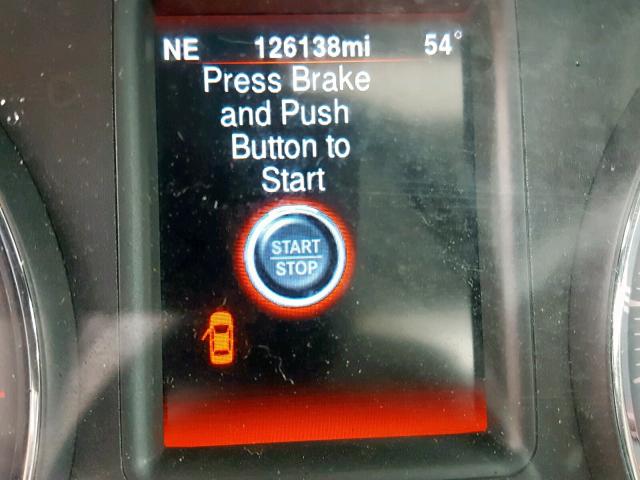 NE 126138mi 54°
Press Brake
and Push
Button to
Start
START
STOP